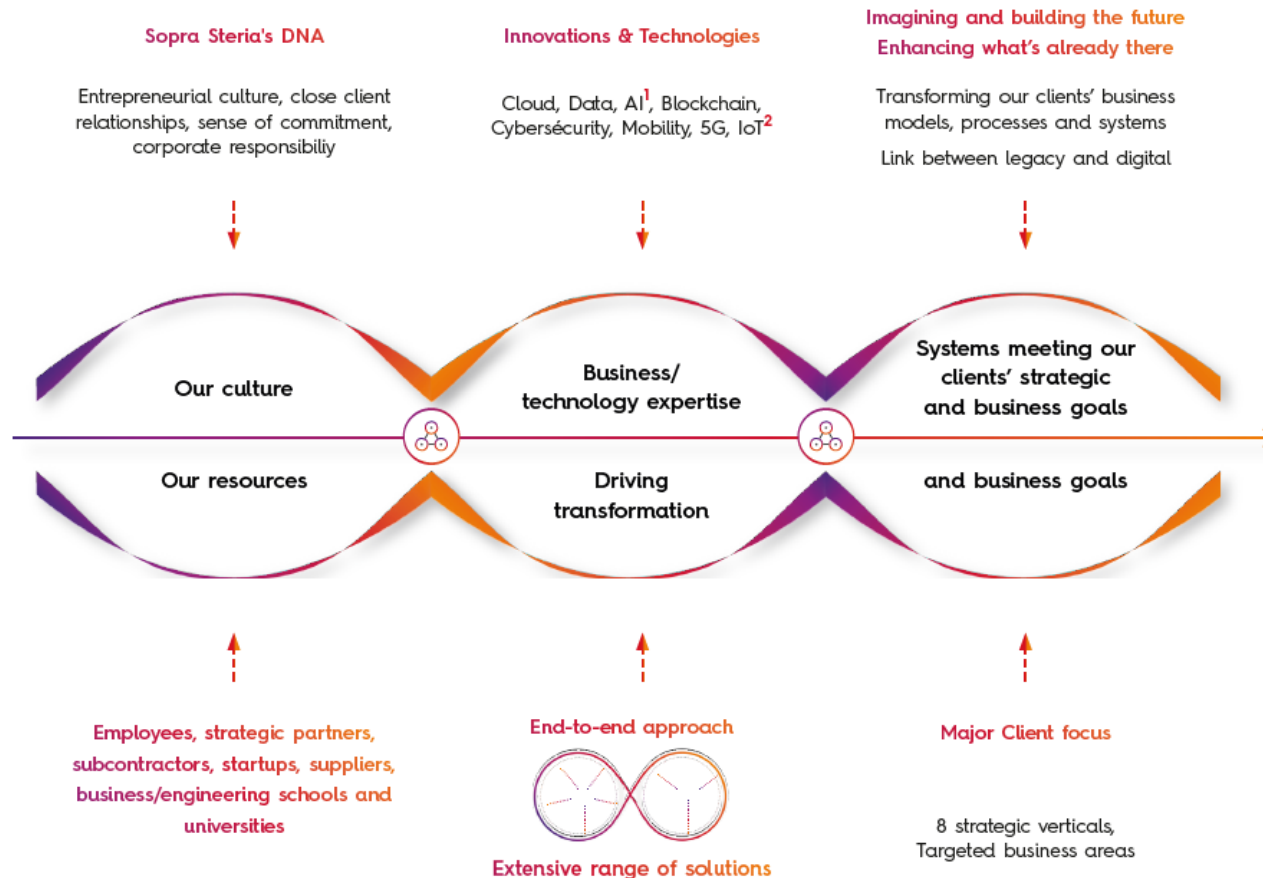 Sopra Steria's DNA
Entrepreneurial culture, close client
relationships, sense of commitment,
corporate responsibiliy
Innovations & Technologies
Cloud, Data, AI¹, Blockchain,
Cybersécurity, Mobility, 5G, IoT²
Imagining and building the future
Enhancing what's already there
Transforming our clients' business
models, processes and systems
Link between legacy and digital
Our culture
Business/
technology expertise
Systems meeting our
clients' strategic
and business goals
Our resources
Driving
transformation
and business goals
Employees, strategic partners,
subcontractors, startups, suppliers,
business/engineering schools and
universities
End-to-end approach
Extensive range of solutions
Major Client focus
8 strategic verticals,
Targeted business areas